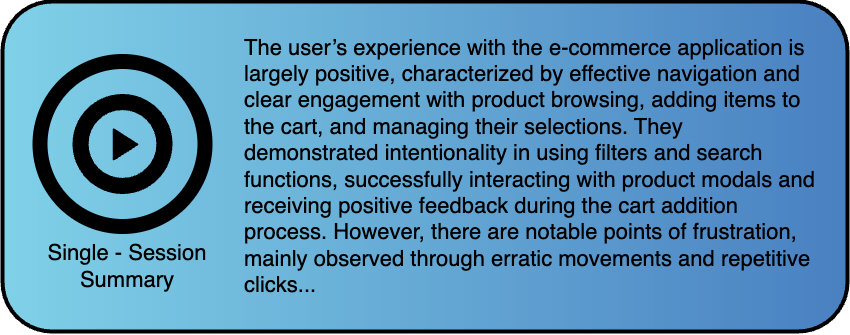 The user’s experience with the e-commerce application is
largely positive, characterized by effective navigation and
clear engagement with product browsing, adding items to
the cart, and managing their selections. They
demonstrated intentionality in using filters and search
functions, successfully interacting with product modals and
receiving positive feedback during the cart addition
process. However, there are notable points of frustration,
mainly observed through erratic movements and repetitive
clicks...
Single - Session
Summary